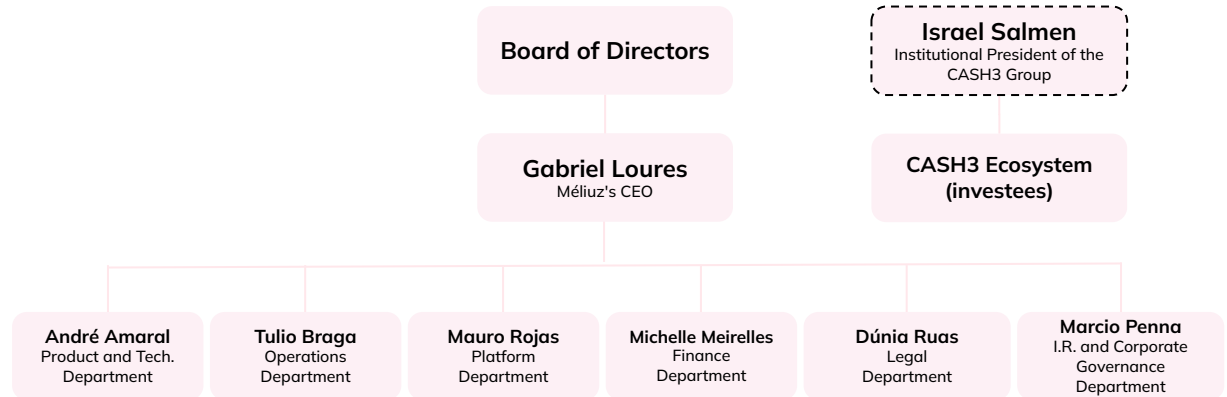 Board of Directors
Israel Salmen
Institutional President of the
CASH3 Group
Gabriel Loures
Méliuz's CEO
CASH3 Ecosystem
(investees)
André Amaral
Product and Tech.
Department
Tulio Braga
Operations
Department
Mauro Rojas
Platform
Department
Michelle Meirelles
Finance
Department
Dúnia Ruas
Legal
Department
Marcio Penna
I.R. and Corporate
Governance
Department